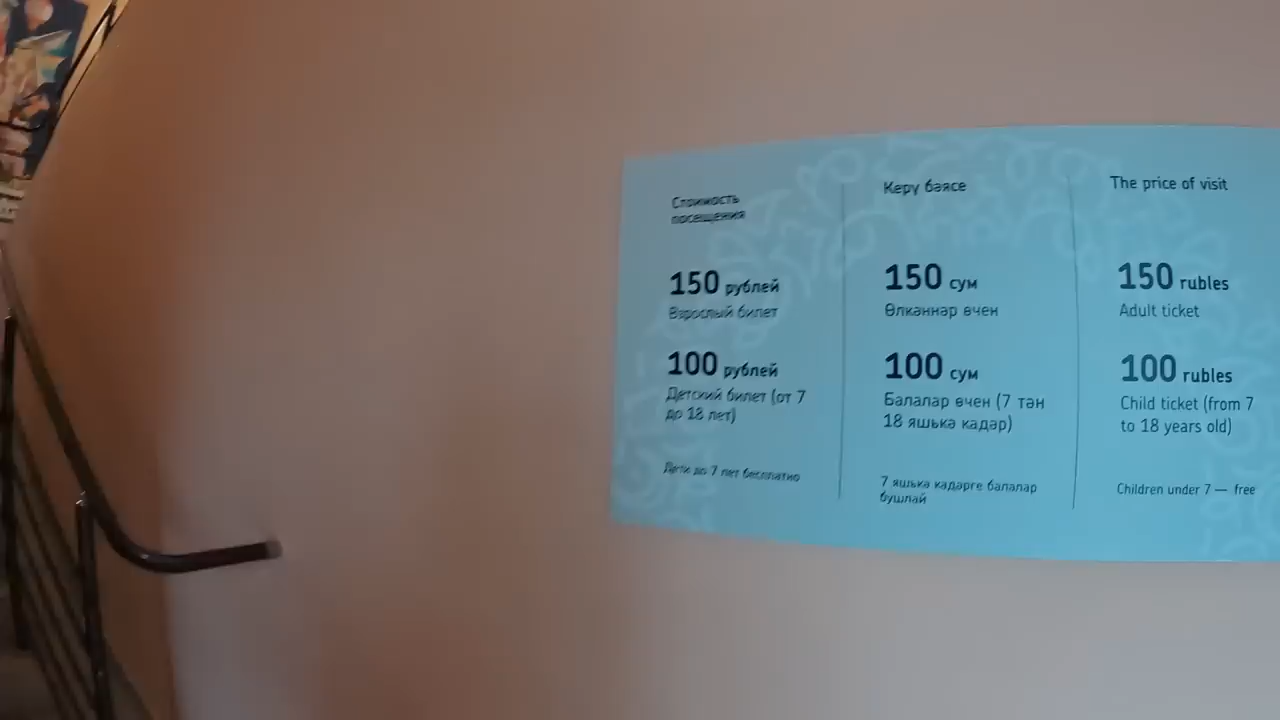 Стоимость
посещения
150 рублей
Взрослый билет
100 рублей
Детский билет (от 7
до 18 лет)
Дети до 7 лет бесплатно
Керү бәясе
150 сум
Өлкәннәр өчен
100 сум
Балалар өчен (7 тән
18 яшькә кадәр)
7 яшькә кадәрге балалар
бушлай
The price of visit
150 rubles
Adult ticket
100 rubles
Child ticket (from 7
to 18 years old)
Children under 7 — free